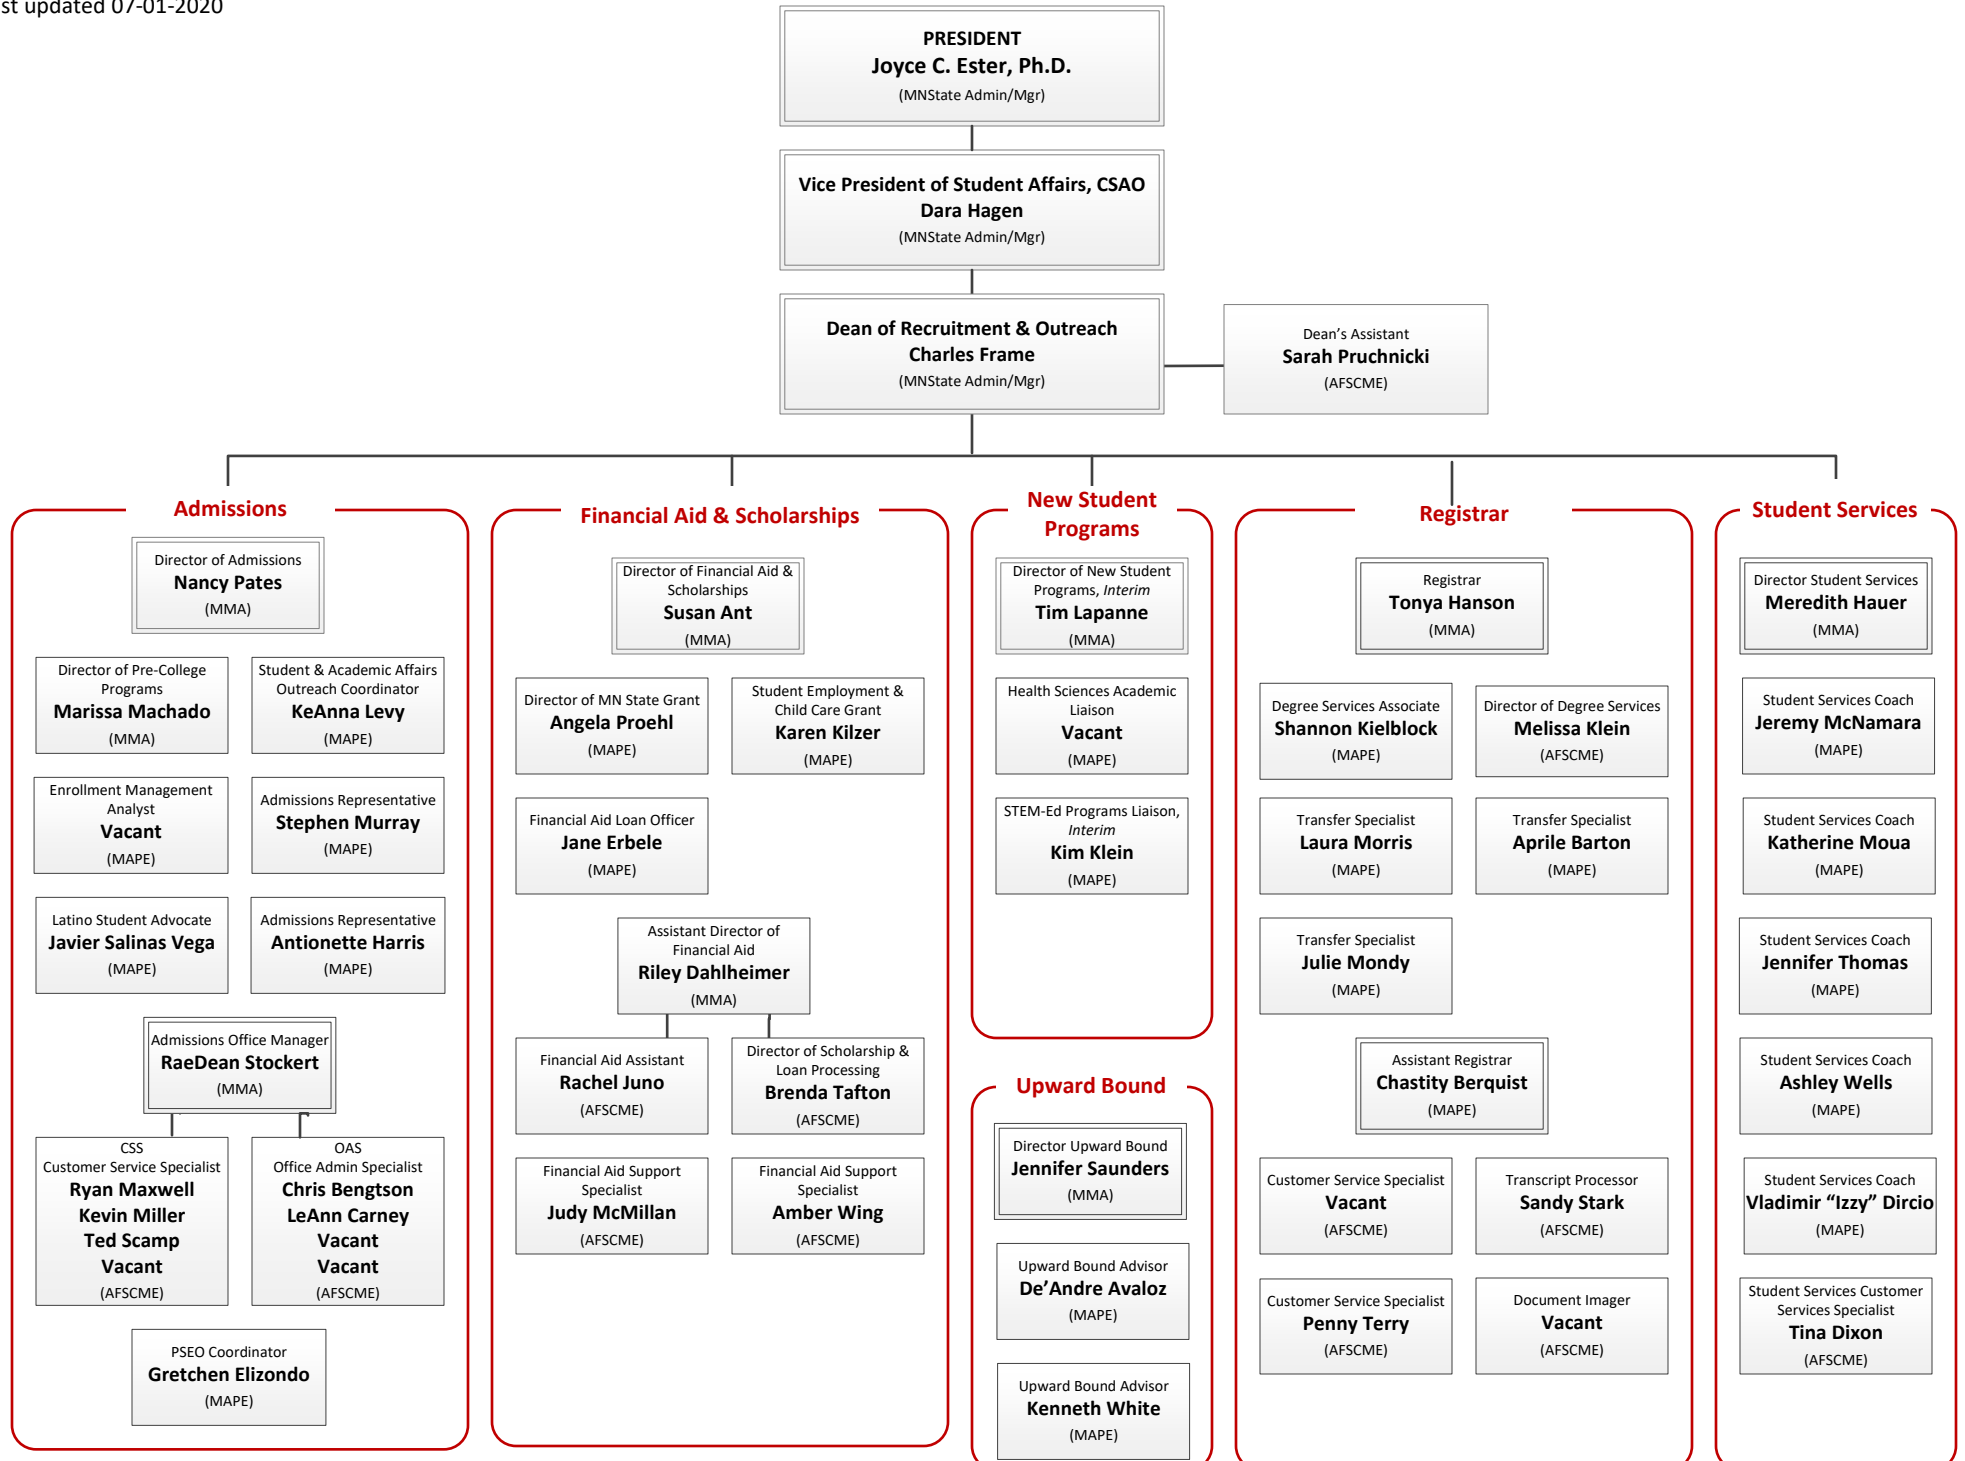 st updated 07-01-2020
PRESIDENT
Joyce C. Ester, Ph.D.
(MNState Admin/Mgr)
Vice President of Student Affairs, CSAO
Dara Hagen
(MNState Admin/Mgr)
Dean of Recruitment & Outreach
Charles Frame
(MNState Admin/Mgr)
Dean’s Assistant
Sarah Pruchnicki
(AFSCME)
Admissions
Director of Admissions
Nancy Pates
(MMA)
Director of Pre-College
Programs
Marissa Machado
(MMA)
Student & Academic Affairs
Outreach Coordinator
KeAnna Levy
(MAPE)
Enrollment Management
Analyst
Vacant
(MAPE)
Admissions Representative
Stephen Murray
(MAPE)
Latino Student Advocate
Javier Salinas Vega
(MAPE)
Admissions Representative
Antionette Harris
(MAPE)
Admissions Office Manager
RaeDean Stockert
(MMA)
CSS
Customer Service Specialist
Ryan Maxwell
Kevin Miller
Ted Scamp
Vacant
(AFSCME)
OAS
Office Admin Specialist
Chris Bengtson
LeAnn Carney
Vacant
Vacant
(AFSCME)
PSEO Coordinator
Gretchen Elizondo
(MAPE)
Financial Aid & Scholarships
Director of Financial Aid &
Scholarships
Susan Ant
(MMA)
Director of MN State Grant
Angela Proehl
(MAPE)
Student Employment &
Child Care Grant
Karen Kilzer
(MAPE)
Financial Aid Loan Officer
Jane Erbele
(MAPE)
Assistant Director of
Financial Aid
Riley Dahlheimer
(MMA)
Financial Aid Assistant
Rachel Juno
(AFSCME)
Director of Scholarship &
Loan Processing
Brenda Tafton
(AFSCME)
Financial Aid Support
Specialist
Judy McMillan
(AFSCME)
Financial Aid Support
Specialist
Amber Wing
(AFSCME)
New Student
Programs
Director of New Student
Programs, Interim
Tim Lapanne
(MMA)
Health Sciences Academic
Liaison
Vacant
(MAPE)
STEM-Ed Programs Liaison,
Interim
Kim Klein
(MAPE)
Upward Bound
Director Upward Bound
Jennifer Saunders
(MMA)
Upward Bound Advisor
De’Andre Avaloz
(MAPE)
Upward Bound Advisor
Kenneth White
(MAPE)
Registrar
Registrar
Tonya Hanson
(MMA)
Degree Services Associate
Shannon Kielblock
(MAPE)
Director of Degree Services
Melissa Klein
(AFSCME)
Transfer Specialist
Laura Morris
(MAPE)
Transfer Specialist
Aprile Barton
(MAPE)
Transfer Specialist
Julie Mondy
(MAPE)
Assistant Registrar
Chastity Berquist
(MAPE)
Customer Service Specialist
Vacant
(AFSCME)
Transcript Processor
Sandy Stark
(AFSCME)
Customer Service Specialist
Penny Terry
(AFSCME)
Document Imager
Vacant
(AFSCME)
Student Services
Director Student Services
Meredith Hauer
(MMA)
Student Services Coach
Jeremy McNamara
(MAPE)
Student Services Coach
Katherine Moua
(MAPE)
Student Services Coach
Jennifer Thomas
(MAPE)
Student Services Coach
Ashley Wells
(MAPE)
Student Services Coach
Vladimir “Izzy” Dircio
(MAPE)
Student Services Customer
Services Specialist
Tina Dixon
(AFSCME)